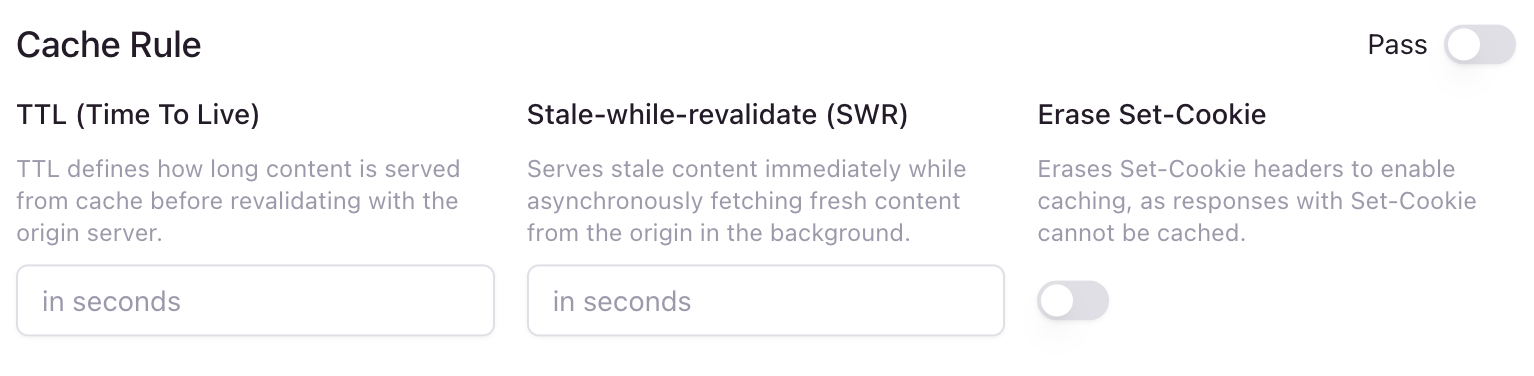 Cache Rule
Pass
TTL (Time To Live)
TTL defines how long content is served
from cache before revalidating with the
origin server.
in seconds
Stale-while-revalidate (SWR)
Serves stale content immediately while
asynchronously fetching fresh content
from the origin in the background.
in seconds
Erase Set-Cookie
Erases Set-Cookie headers to enable
caching, as responses with Set-Cookie
cannot be cached.